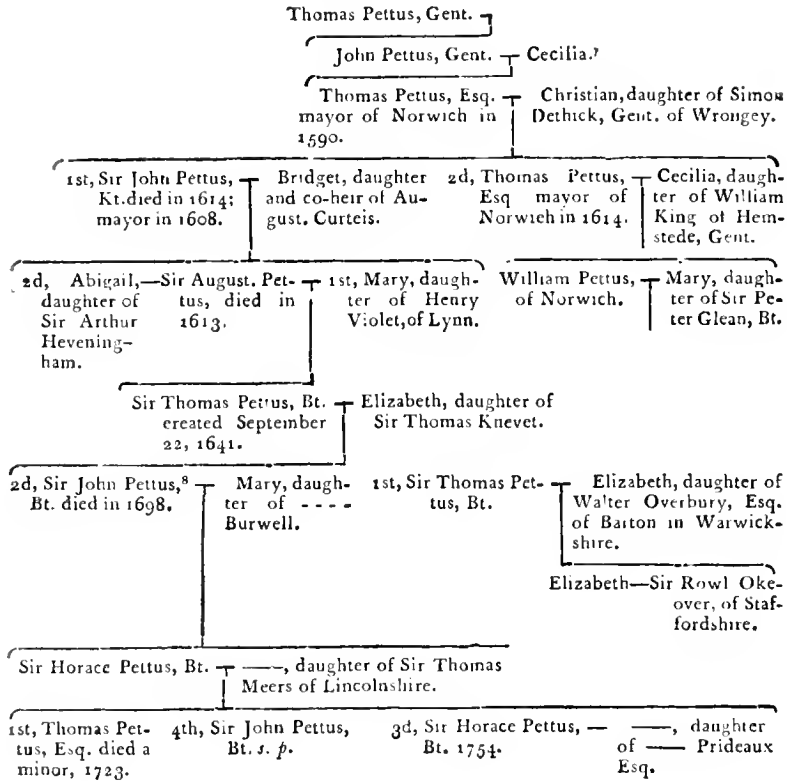 Thomas Pettus, Gent.
John Pettus, Gent. Cecilia.⁷
Thomas Pettus, Esq.
mayor of Norwich in
1590.
Christian, daughter of Simon
Dethick, Gent. of Wrongey.
1st, Sir John Pettus,
Kt. died in 1614;
mayor in 1608.
Bridget, daughter
and co-heir of Au-
gust. Curteis.
2d, Thomas Pettus,
Esq mayor of
Norwich in 1614.
Cecilia, daugh-
ter of William
King of Hem-
stede, Gent.
2d, Abigail,
daughter of
Sir Arthur
Hevening-
ham.
—Sir August. Pet-
tus, died in
1613.
1st, Mary, daugh-
ter of Henry
Violet, of Lynn.
William Pettus,
of Norwich.
Mary, daugh-
ter of Sir Pe-
ter Glean, Bt.
Sir Thomas Pettus, Bt.
created September
22, 1641.
Elizabeth, daughter of
Sir Thomas Knevet.
2d, Sir John Pettus,⁸
Bt. died in 1698.
Mary, daugh-
ter of - - - -
Burwell.
1st, Sir Thomas Pet-
tus, Bt.
Elizabeth, daughter of
Walter Overbury, Esq.
of Barton in Warwick-
shire.
Elizabeth—Sir Rowl Oke-
over, of Staf-
fordshire.
Sir Horace Pettus, Bt.
——, daughter of Sir Thomas
Meers of Lincolnshire.
1st, Thomas Pet-
tus, Esq. died a
minor, 1723.
4th, Sir John Pettus,
Bt. s. p.
3d, Sir Horace Pettus, —
Bt. 1754.
——, daughter
of —— Prideaux
Esq.